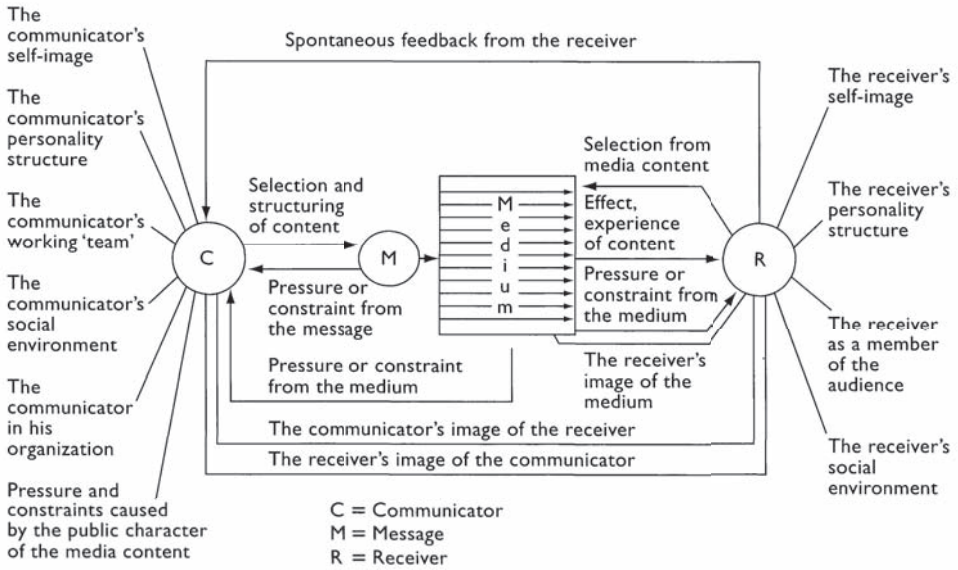 The
communicator's
self-image
The
communicator's
personality
structure
The
communicator's
working 'team'
The
communicator's
social
environment
The
communicator
in his
organization
Pressure and
constraints caused
by the public character
of the media content
Spontaneous feedback from the receiver
Selection and
structuring
of content
C
M
Pressure or
constraint from
the message
Pressure or constraint
from the medium
M
e
d
i
u
m
Selection from
media content
Effect,
experience
of content
Pressure or
constraint from
the medium
The receiver's
image of the
medium
R
The communicator's image of the receiver
The receiver's image of the communicator
The receiver's
self-image
The receiver's
personality
structure
The receiver
as a member
of the
audience
The receiver's
social
environment
C = Communicator
M = Message
R = Receiver